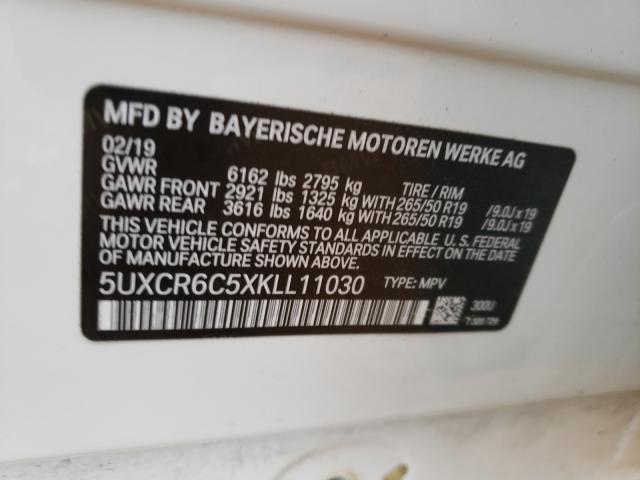 MFD BY BAYERISCHE MOTOREN WERKE AG
02/19
GVWR 6162 lbs 2795 kg TIRE / RIM
GAWR FRONT 2921 lbs 1325 kg WITH 265/50 R19 /9.0J x 19
GAWR REAR 3616 lbs 1640 kg WITH 265/50 R19 /9.0J x 19
THIS VEHICLE CONFORMS TO ALL APPLICABLE U.S. FEDERAL
MOTOR VEHICLE SAFETY STANDARDS IN EFFECT ON THE DATE
OF MANUFACTURE SHOWN ABOVE.
5UXCR6C5XKLL11030 TYPE: MPV
300U